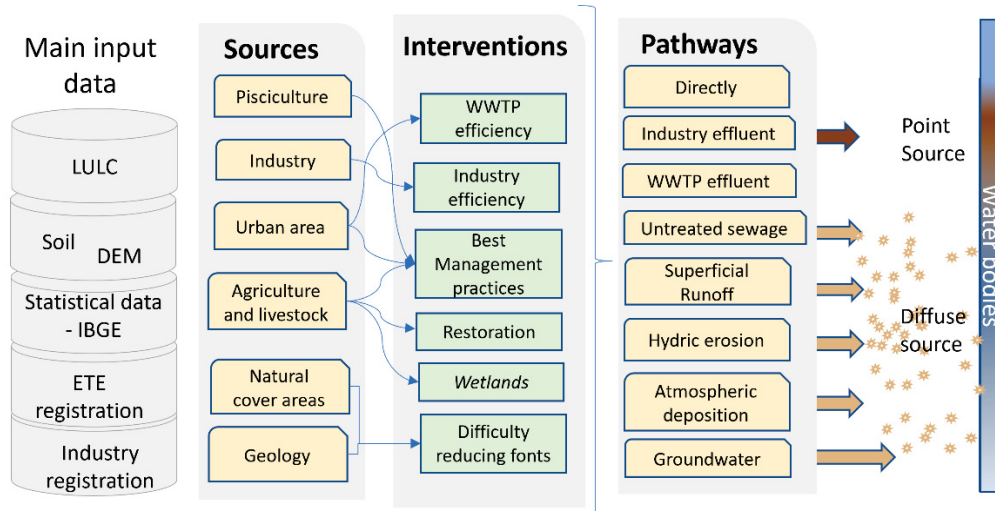 Main input
data
LULC
Soil
DEM
Statistical data
- IBGE
ETE
registration
Industry
registration
Sources
Pisciculture
Industry
Urban area
Agriculture
and livestock
Natural
cover areas
Geology
Interventions
WWTP
efficiency
Industry
efficiency
Best
Management
practices
Restoration
Wetlands
Difficulty
reducing fonts
Pathways
Directly
Industry effluent
WWTP effluent
Untreated sewage
Superficial
Runoff
Hydric erosion
Atmospheric
deposition
Groundwater
Point
Source
Diffuse
source
Water bodies